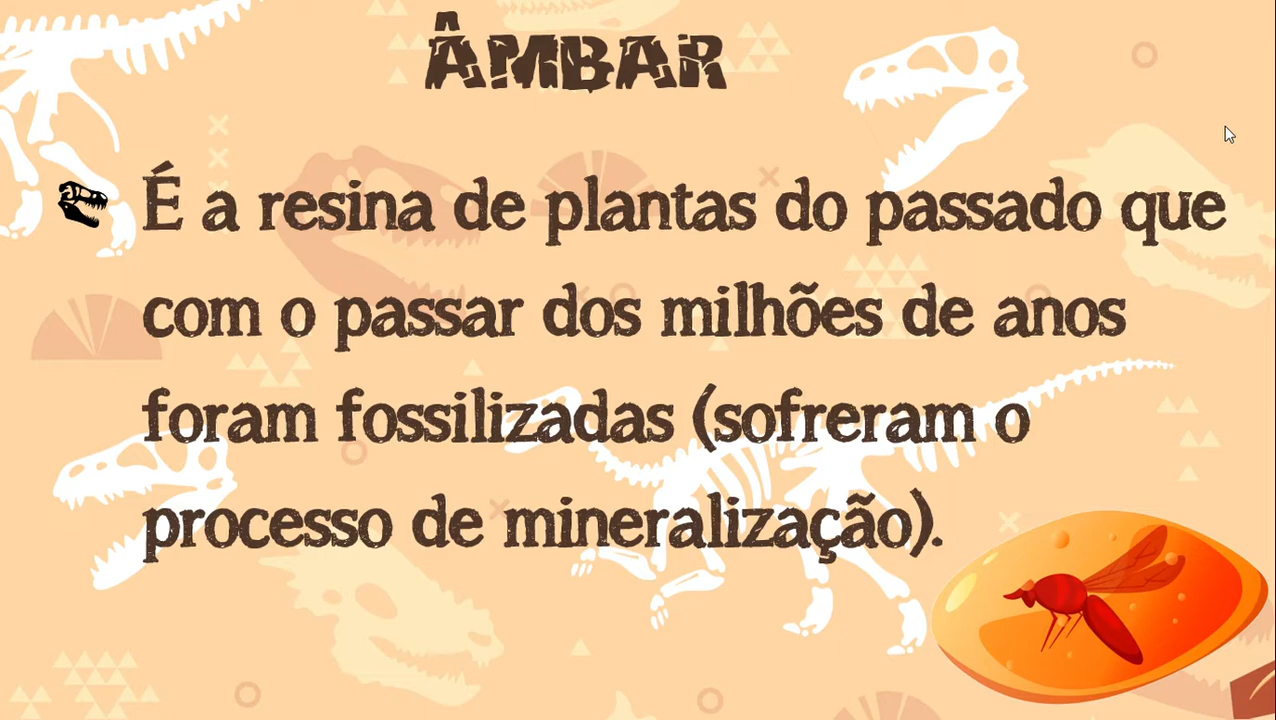 ÂMBAR
É a resina de plantas do passado que
com o passar dos milhões de anos
foram fossilizadas (sofreram o
processo de mineralização).